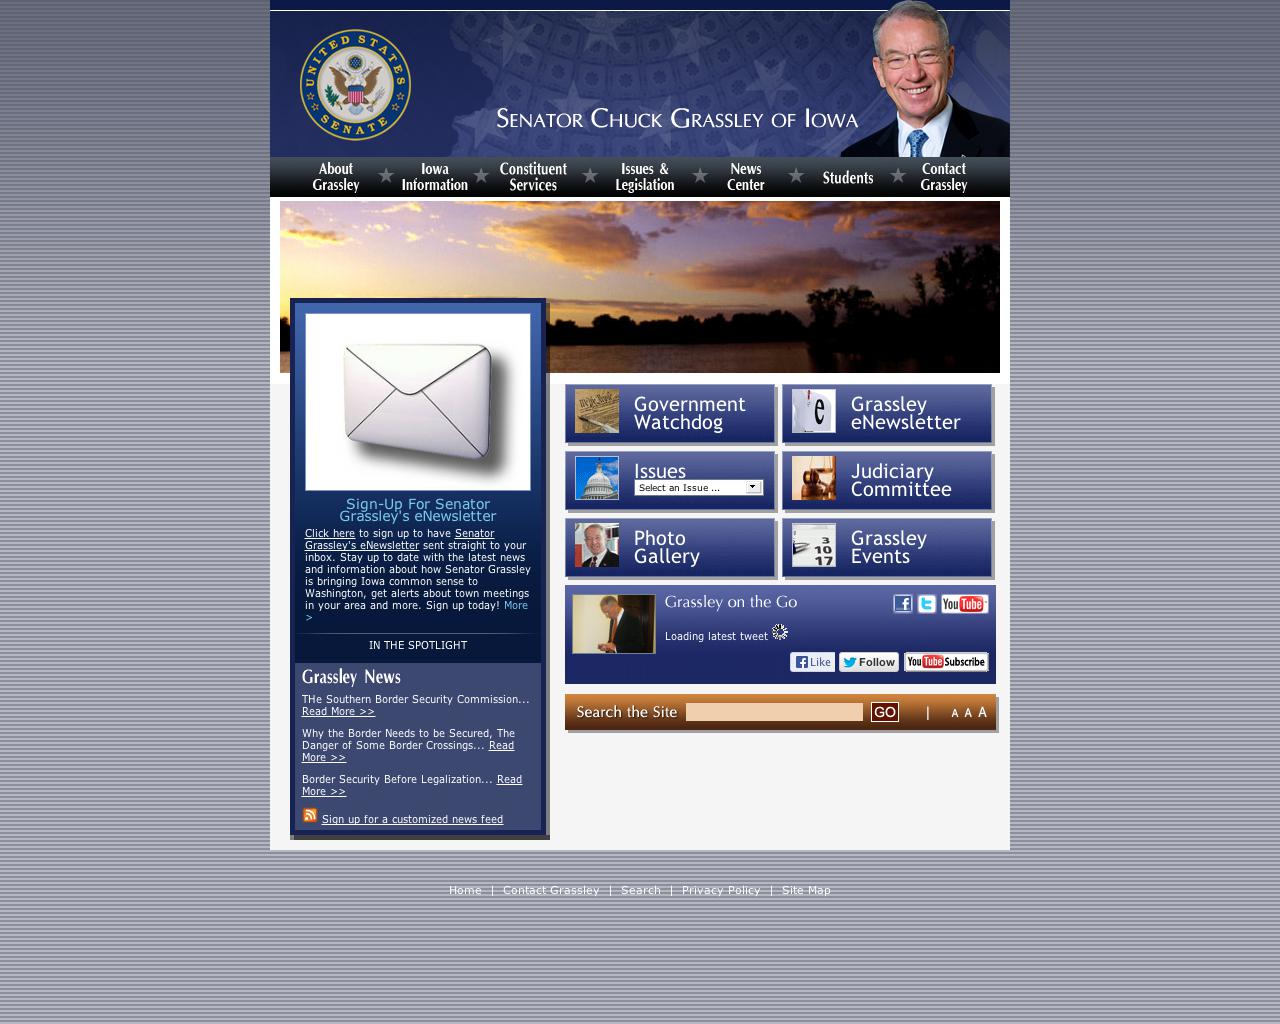 UNITED STATES SENATE
SENATOR CHUCK GRASSLEY OF IOWA
About Grassley
Iowa Information
Constituent Services
Issues & Legislation
News Center
Students
Contact Grassley
Sign-Up For Senator
Grassley's eNewsletter
Click here to sign up to have Senator
Grassley's eNewsletter sent straight to your
inbox. Stay up to date with the latest news
and information about how Senator Grassley
is bringing Iowa common sense to
Washington, get alerts about town meetings
in your area and more. Sign up today! More
>
IN THE SPOTLIGHT
Grassley News
THe Southern Border Security Commission...
Read More >>
Why the Border Needs to be Secured, The
Danger of Some Border Crossings... Read
More >>
Border Security Before Legalization... Read
More >>
Sign up for a customized news feed
We the People
Government
Watchdog
e
Grassley
eNewsletter
Issues
Select an Issue ...
Judiciary
Committee
Photo
Gallery
3
10
17
Grassley
Events
Grassley on the Go
f
t
YouTube
Loading latest tweet
f Like
Follow
YouTube Subscribe
Search the Site
GO
| A A A
Home | Contact Grassley | Search | Privacy Policy | Site Map